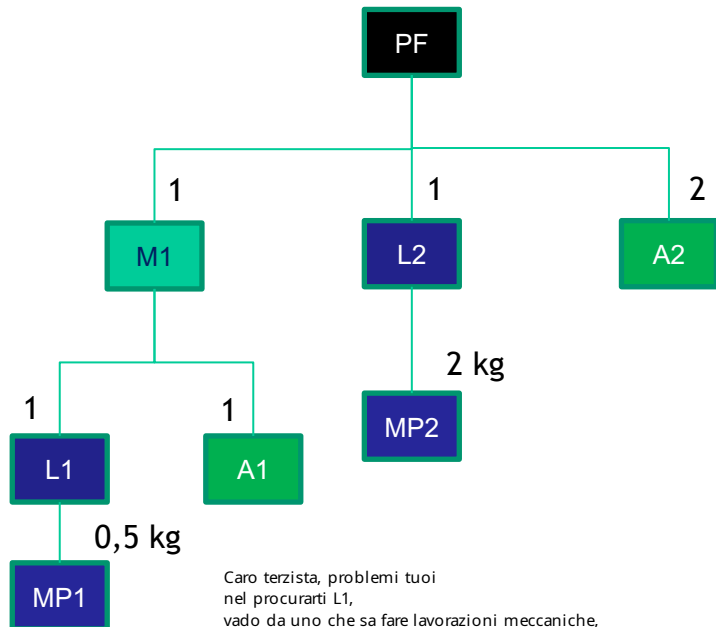 PF
1
1
2
M1
L2
A2
2 kg
1
1
MP2
L1
A1
0,5 kg
MP1
Caro terzista, problemi tuoi
nel procurarti L1,
vado da uno che sa fare lavorazioni meccaniche,